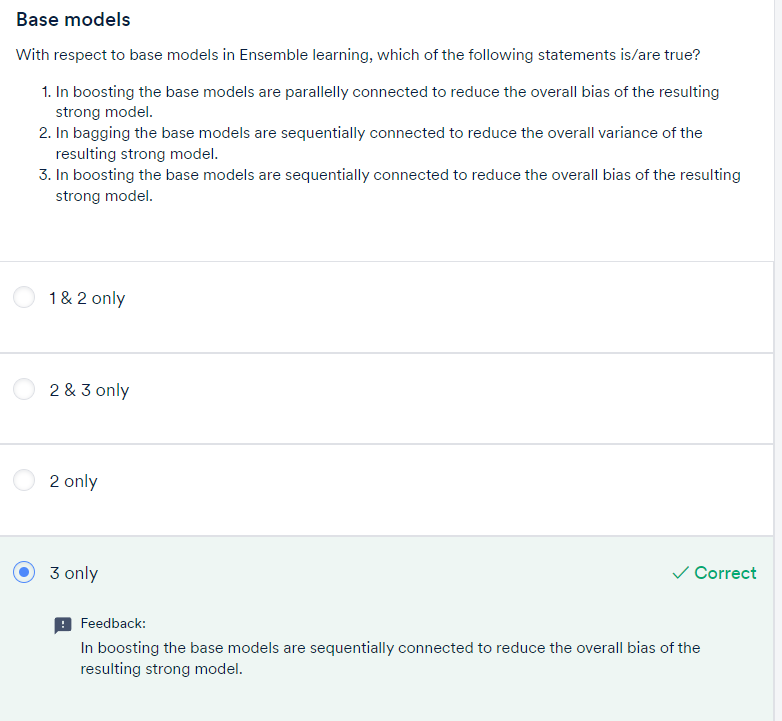 Base models
With respect to base models in Ensemble learning, which of the following statements is/are true?
1. In boosting the base models are parallelly connected to reduce the overall bias of the resulting
strong model.
2. In bagging the base models are sequentially connected to reduce the overall variance of the
resulting strong model.
3. In boosting the base models are sequentially connected to reduce the overall bias of the resulting
strong model.
1 & 2 only
2 & 3 only
2 only
3 only ✓ Correct
Feedback:
In boosting the base models are sequentially connected to reduce the overall bias of the
resulting strong model.